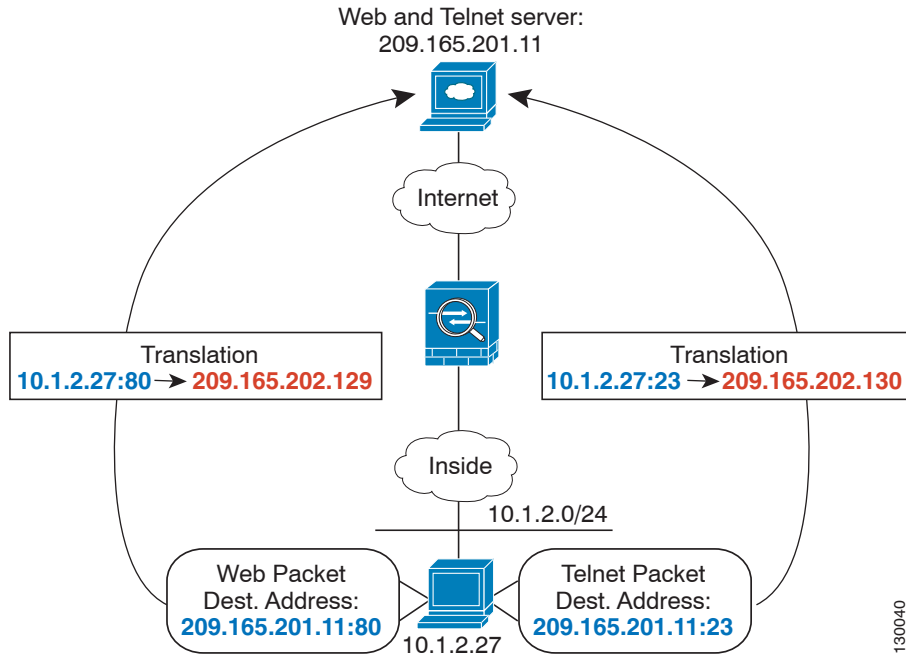 Web and Telnet server:
209.165.201.11
Internet
Translation
10.1.2.27:80 → 209.165.202.129
Translation
10.1.2.27:23 → 209.165.202.130
Inside
10.1.2.0/24
Web Packet
Dest. Address:
209.165.201.11:80
Telnet Packet
Dest. Address:
209.165.201.11:23
10.1.2.27
130040